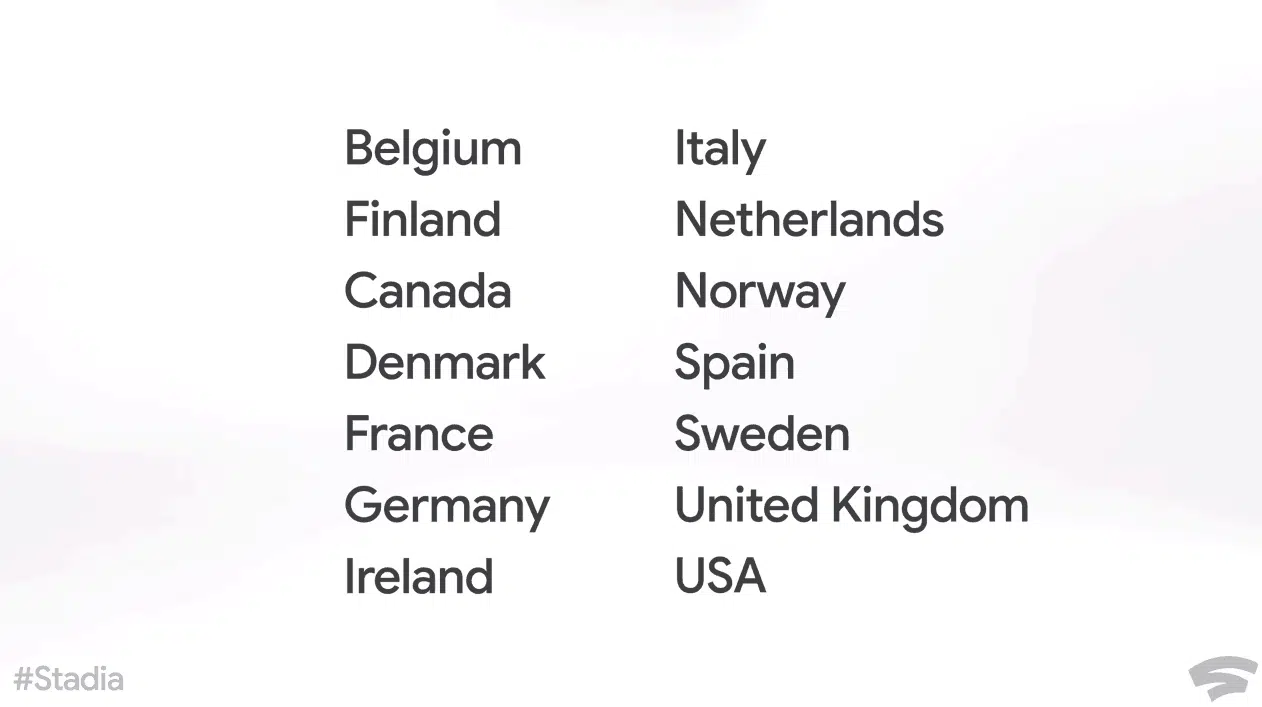 Belgium
Finland
Canada
Denmark
France
Germany
Ireland
Italy
Netherlands
Norway
Spain
Sweden
United Kingdom
USA
#Stadia